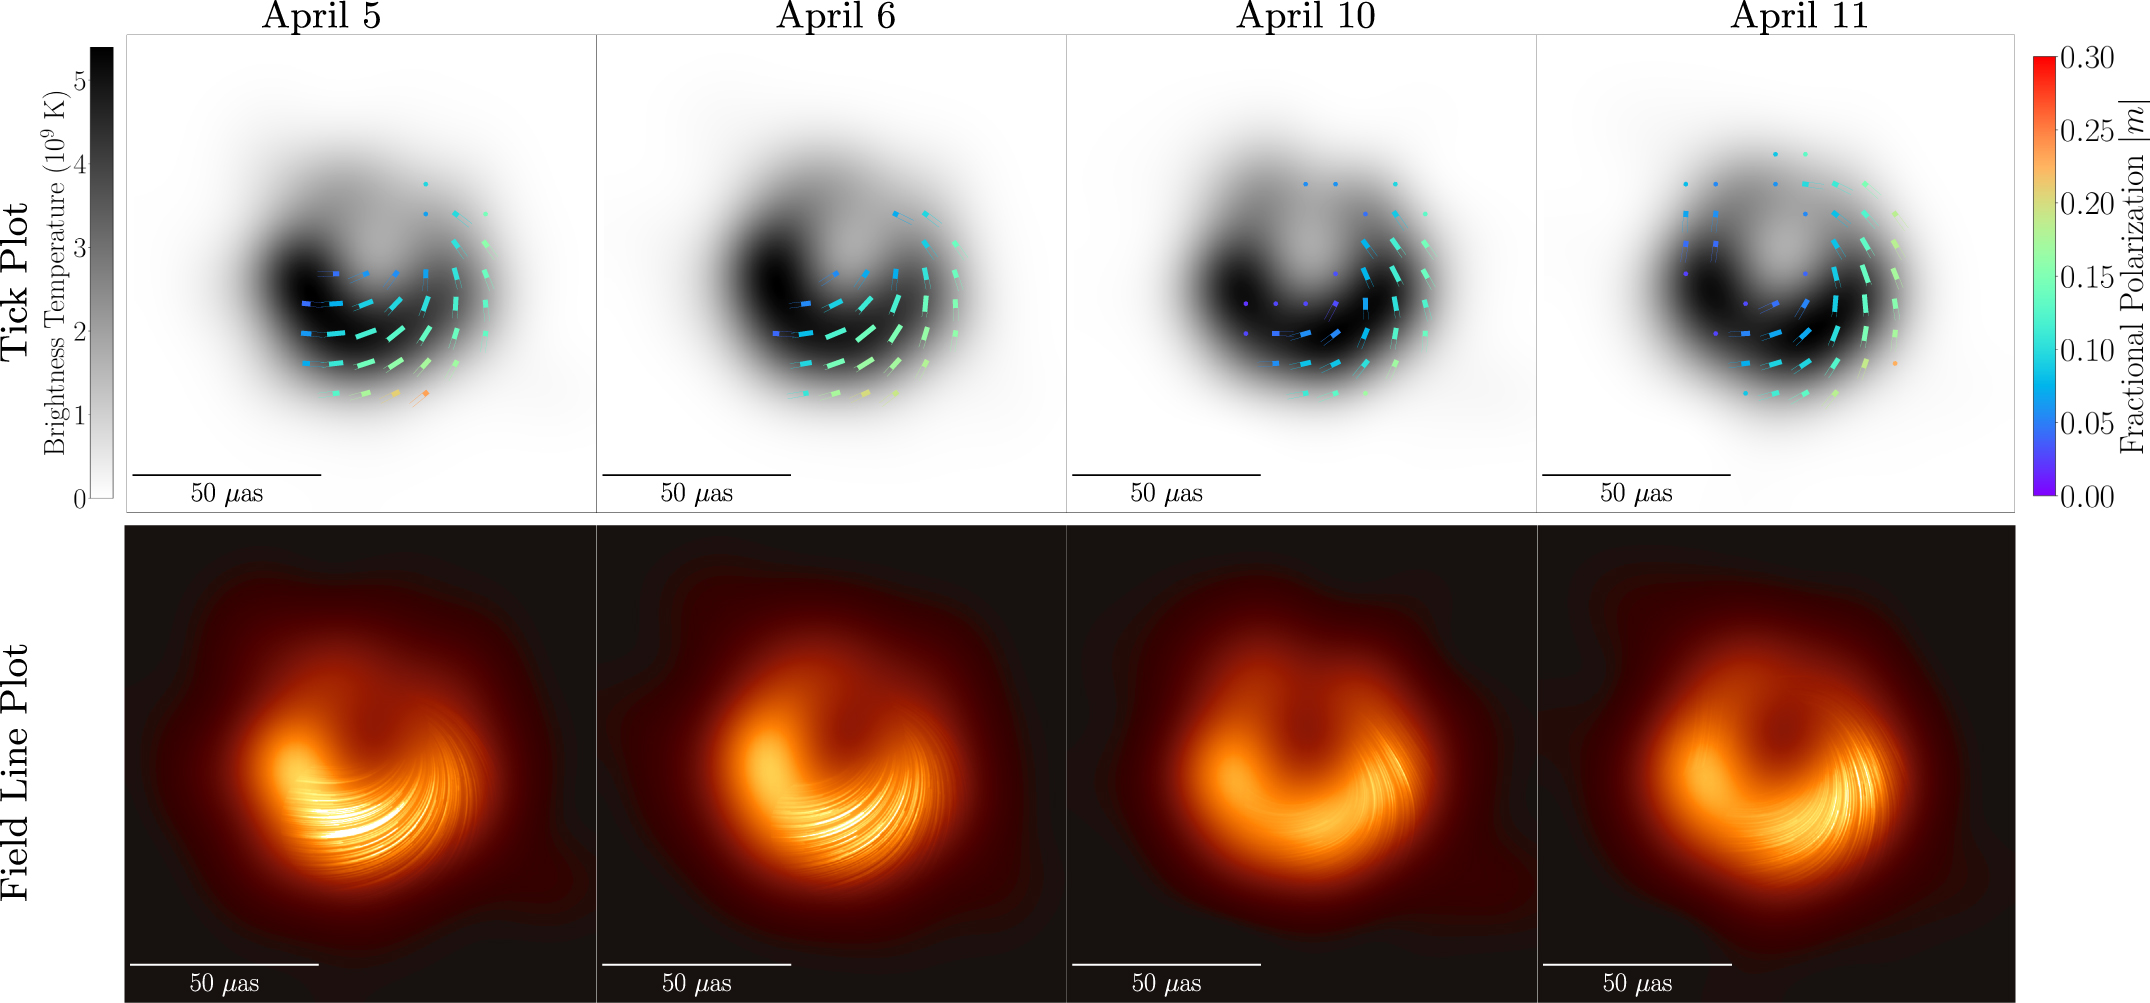 April 5
April 6
April 10
April 11
Tick Plot
Brightness Temperature (10⁹ K)
5
4
3
2
1
0
50 μas
50 μas
50 μas
50 μas
0.30
0.25
0.20
0.15
0.10
0.05
0.00
Fractional Polarization |m|
Field Line Plot
50 μas
50 μas
50 μas
50 μas